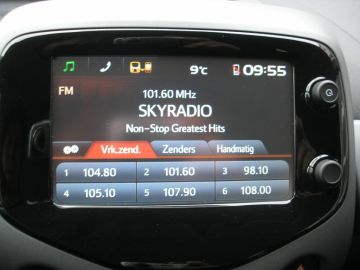 9°C 09:55
FM
101.60 MHz
SKYRADIO
Non-Stop Greatest Hits
Vrk.zend. Zenders Handmatig
1 104.80 2 101.60 3 98.10
4 105.10 5 107.90 6 108.00